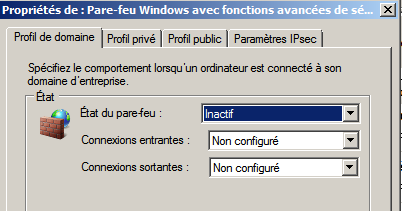 Propriétés de : Pare-feu Windows avec fonctions avancées de sé...
Profil de domaine Profil privé Profil public Paramètres IPsec
Spécifiez le comportement lorsqu'un ordinateur est connecté à son
domaine d'entreprise.
État
État du pare-feu : Inactif
Connexions entrantes : Non configuré
Connexions sortantes : Non configuré